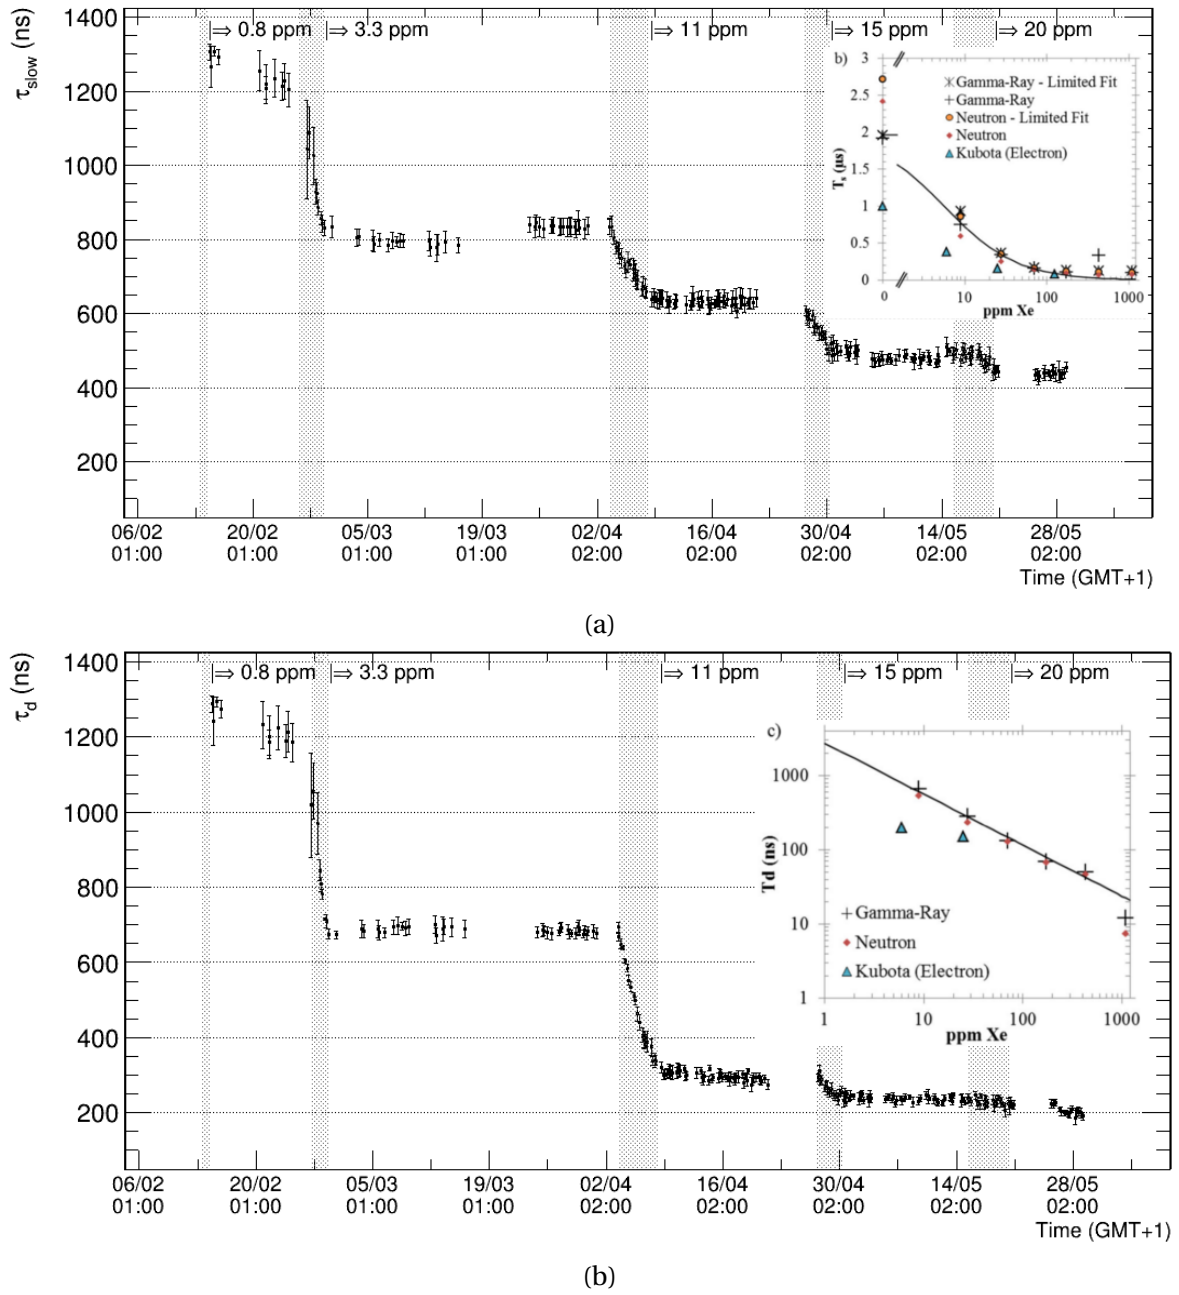 τslow (ns)
1400
1200
1000
800
600
400
200
⇒ 0.8 ppm
⇒ 3.3 ppm
⇒ 11 ppm
⇒ 15 ppm
⇒ 20 ppm
b)
3
2.5
2
1.5
1
0.5
0
Ts (μs)
Gamma-Ray - Limited Fit
Gamma-Ray
Neutron - Limited Fit
Neutron
Kubota (Electron)
0 10 100 1000
ppm Xe
06/02 20/02 05/03 19/03 02/04 16/04 30/04 14/05 28/05
01:00 01:00 01:00 01:00 02:00 02:00 02:00 02:00 02:00
Time (GMT+1)
(a)
τd (ns)
1400
1200
1000
800
600
400
200
⇒ 0.8 ppm
⇒ 3.3 ppm
⇒ 11 ppm
⇒ 15 ppm
⇒ 20 ppm
c)
1000
100
10
1
Td (ns)
Gamma-Ray
Neutron
Kubota (Electron)
1 10 100 1000
ppm Xe
06/02 20/02 05/03 19/03 02/04 16/04 30/04 14/05 28/05
01:00 01:00 01:00 01:00 02:00 02:00 02:00 02:00 02:00
Time (GMT+1)
(b)